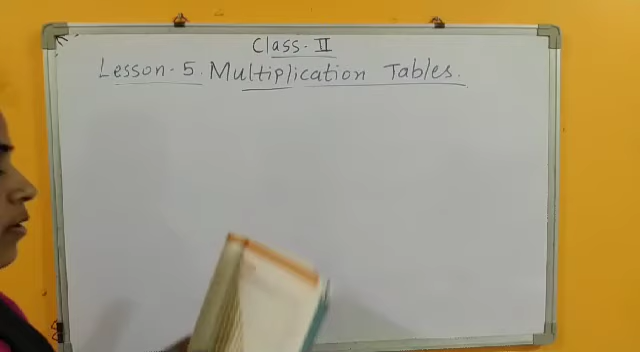 Class - II
Lesson - 5. Multiplication Tables.